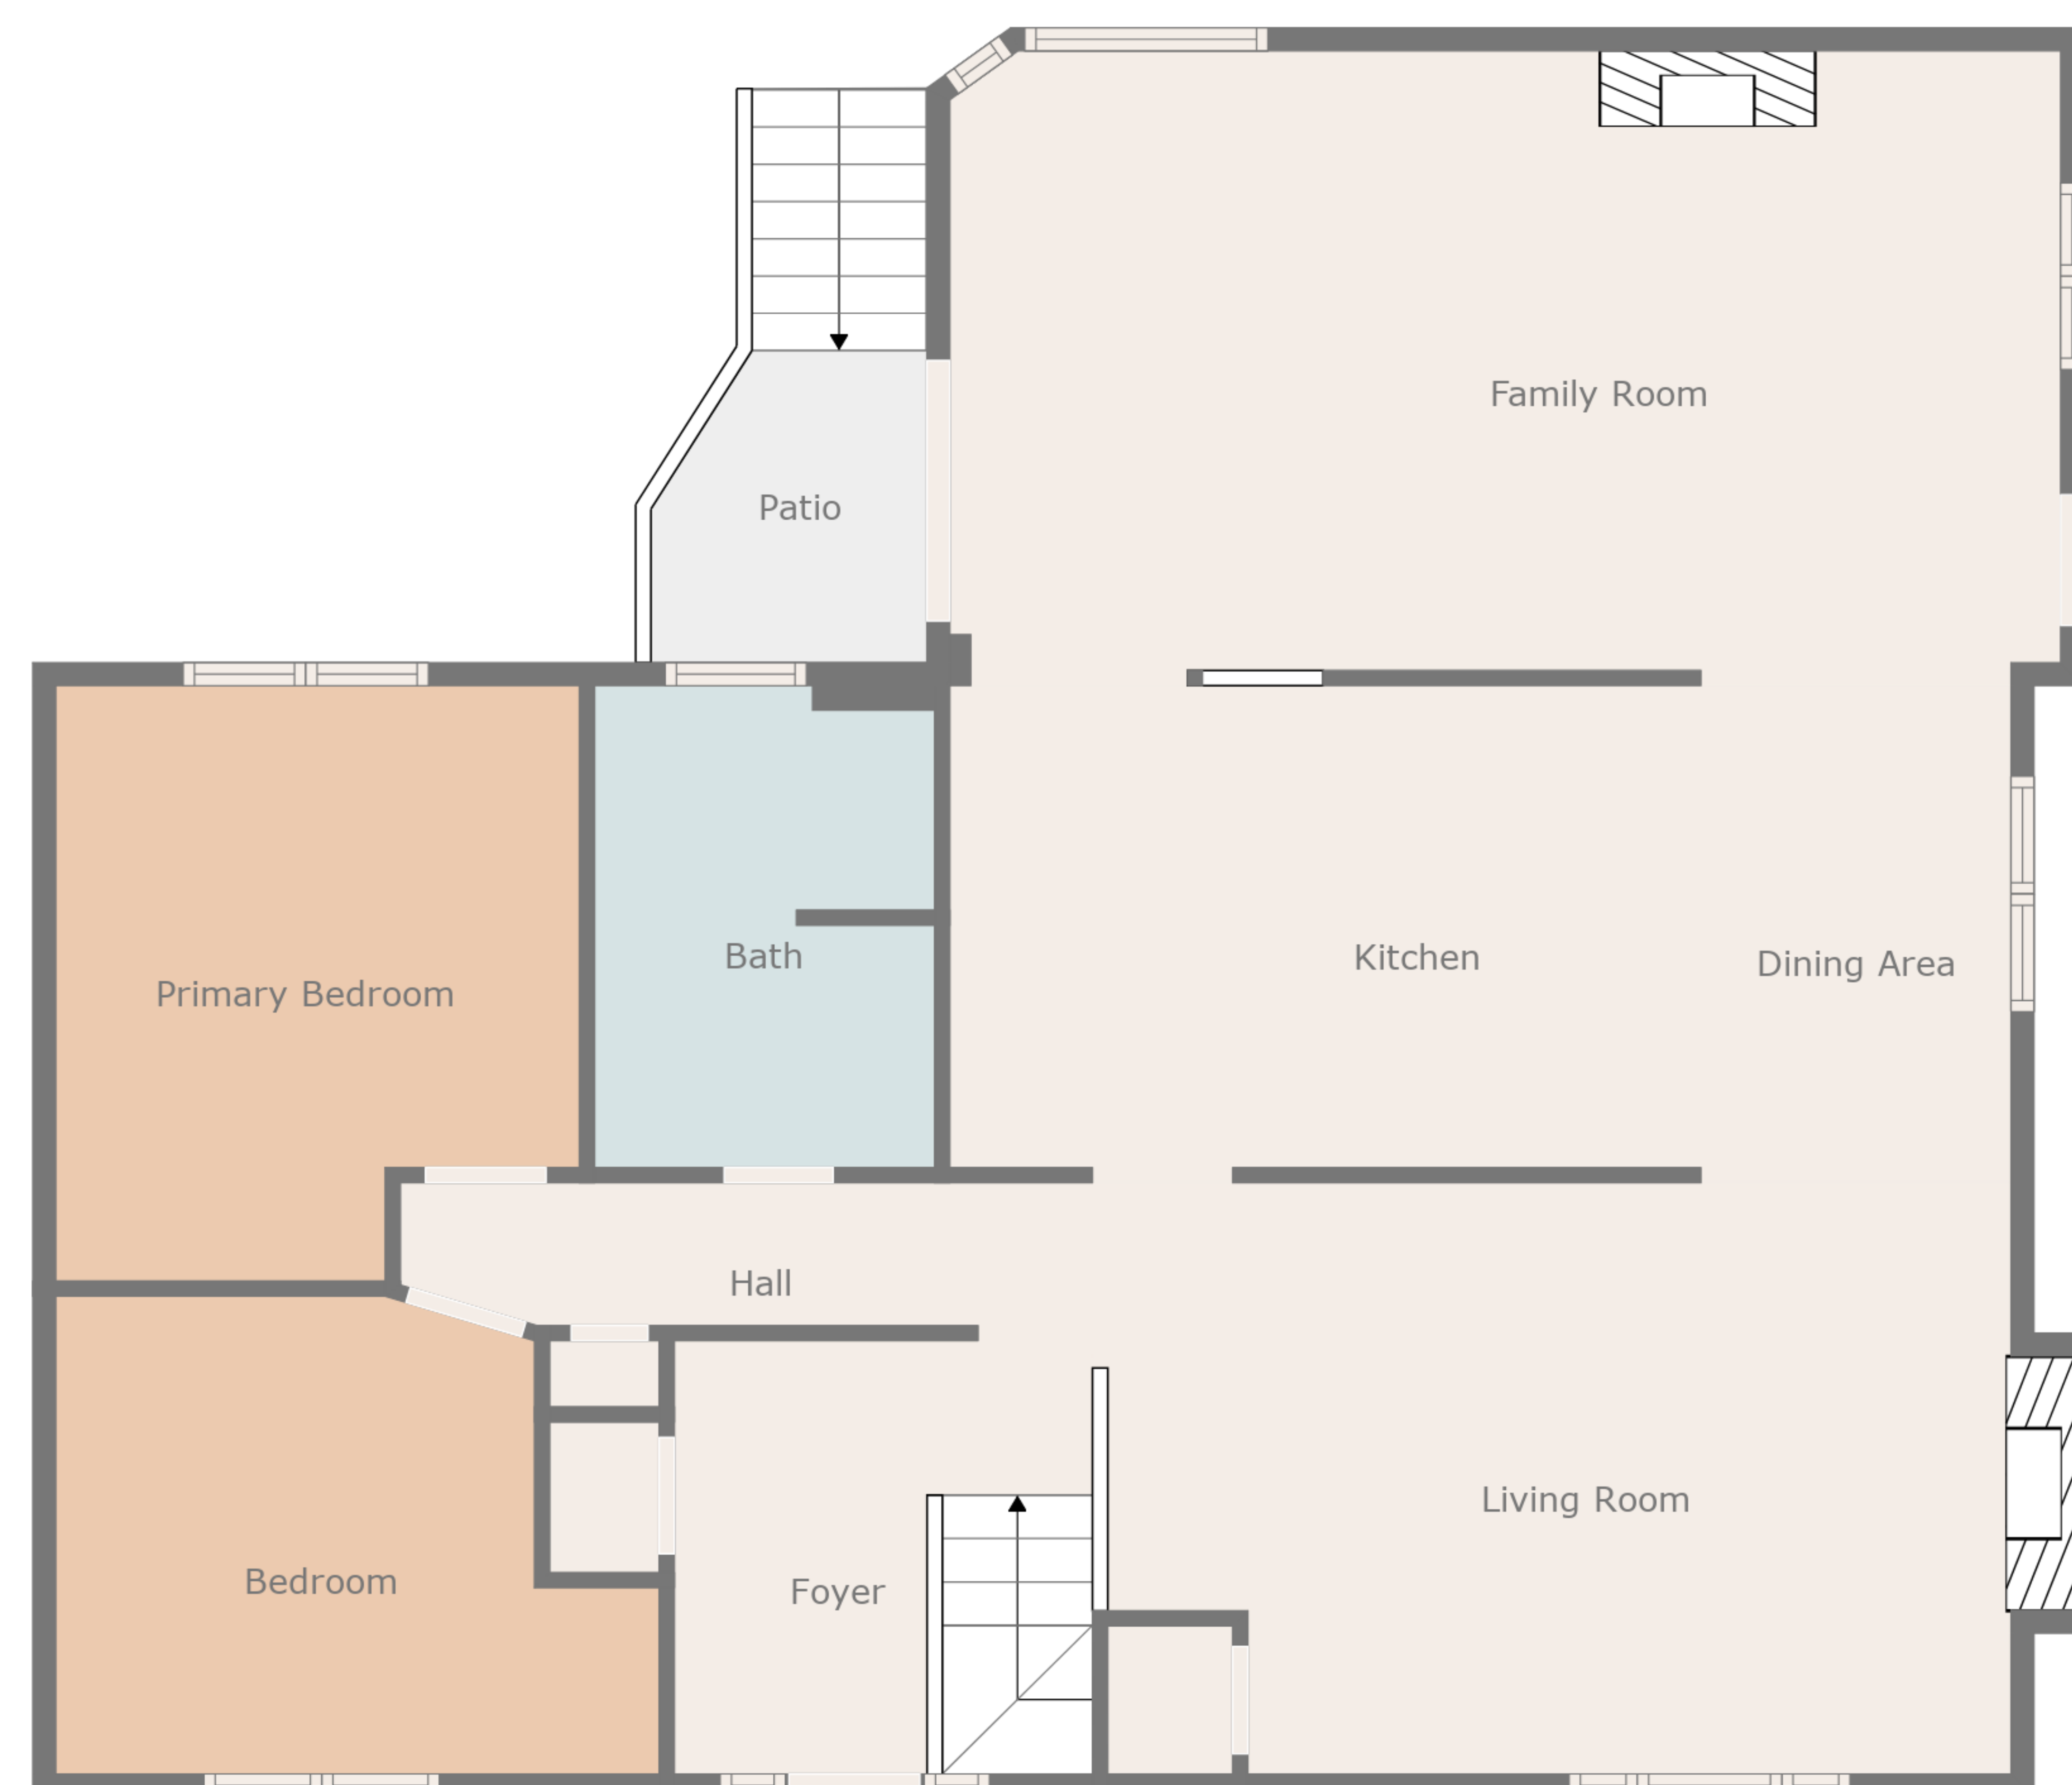 Family Room
Patio
Primary Bedroom
Bath
Kitchen
Dining Area
Hall
Living Room
Bedroom
Foyer